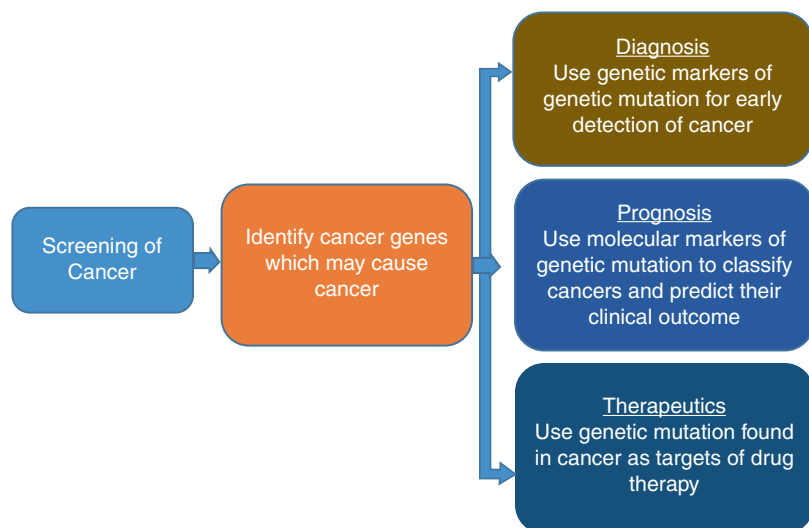 Screening of
Cancer
Identify cancer genes
which may cause
cancer
Diagnosis
Use genetic markers of
genetic mutation for early
detection of cancer
Prognosis
Use molecular markers of
genetic mutation to classify
cancers and predict their
clinical outcome
Therapeutics
Use genetic mutation found
in cancer as targets of drug
therapy